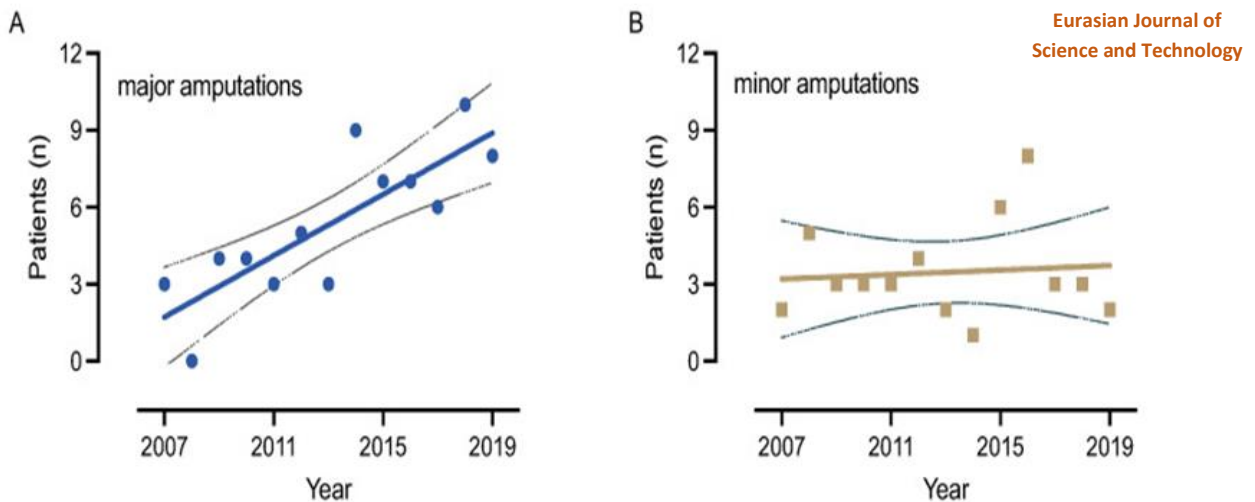 A
B
Eurasian Journal of
Science and Technology
major amputations
minor amputations
Patients (n)
12
9
6
3
0
2007 2011 2015 2019
Year
Patients (n)
12
9
6
3
0
2007 2011 2015 2019
Year